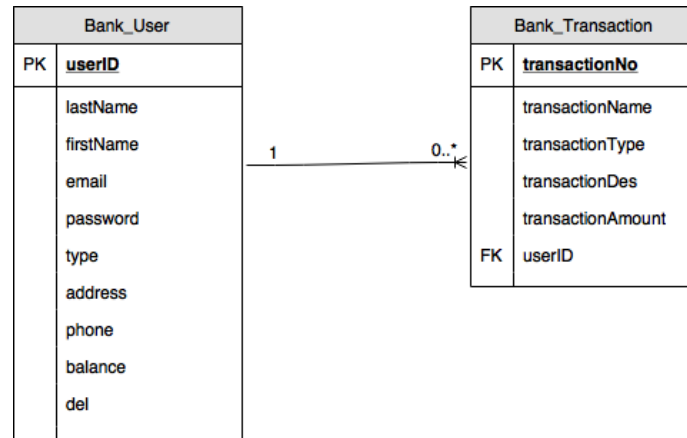 Bank_User
PK userID
lastName
firstName
email
password
type
address
phone
balance
del
1
0..*
Bank_Transaction
PK transactionNo
transactionName
transactionType
transactionDes
transactionAmount
FK userID